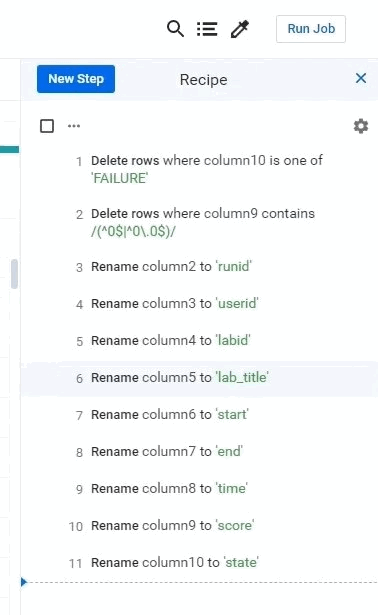 Run Job
New Step Recipe
1 Delete rows where column10 is one of
'FAILURE'
2 Delete rows where column9 contains
/(^0$|^0\.0$)/
3 Rename column2 to 'runid'
4 Rename column3 to 'userid'
5 Rename column4 to 'labid'
6 Rename column5 to 'lab_title'
7 Rename column6 to 'start'
8 Rename column7 to 'end'
9 Rename column8 to 'time'
10 Rename column9 to 'score'
11 Rename column10 to 'state'